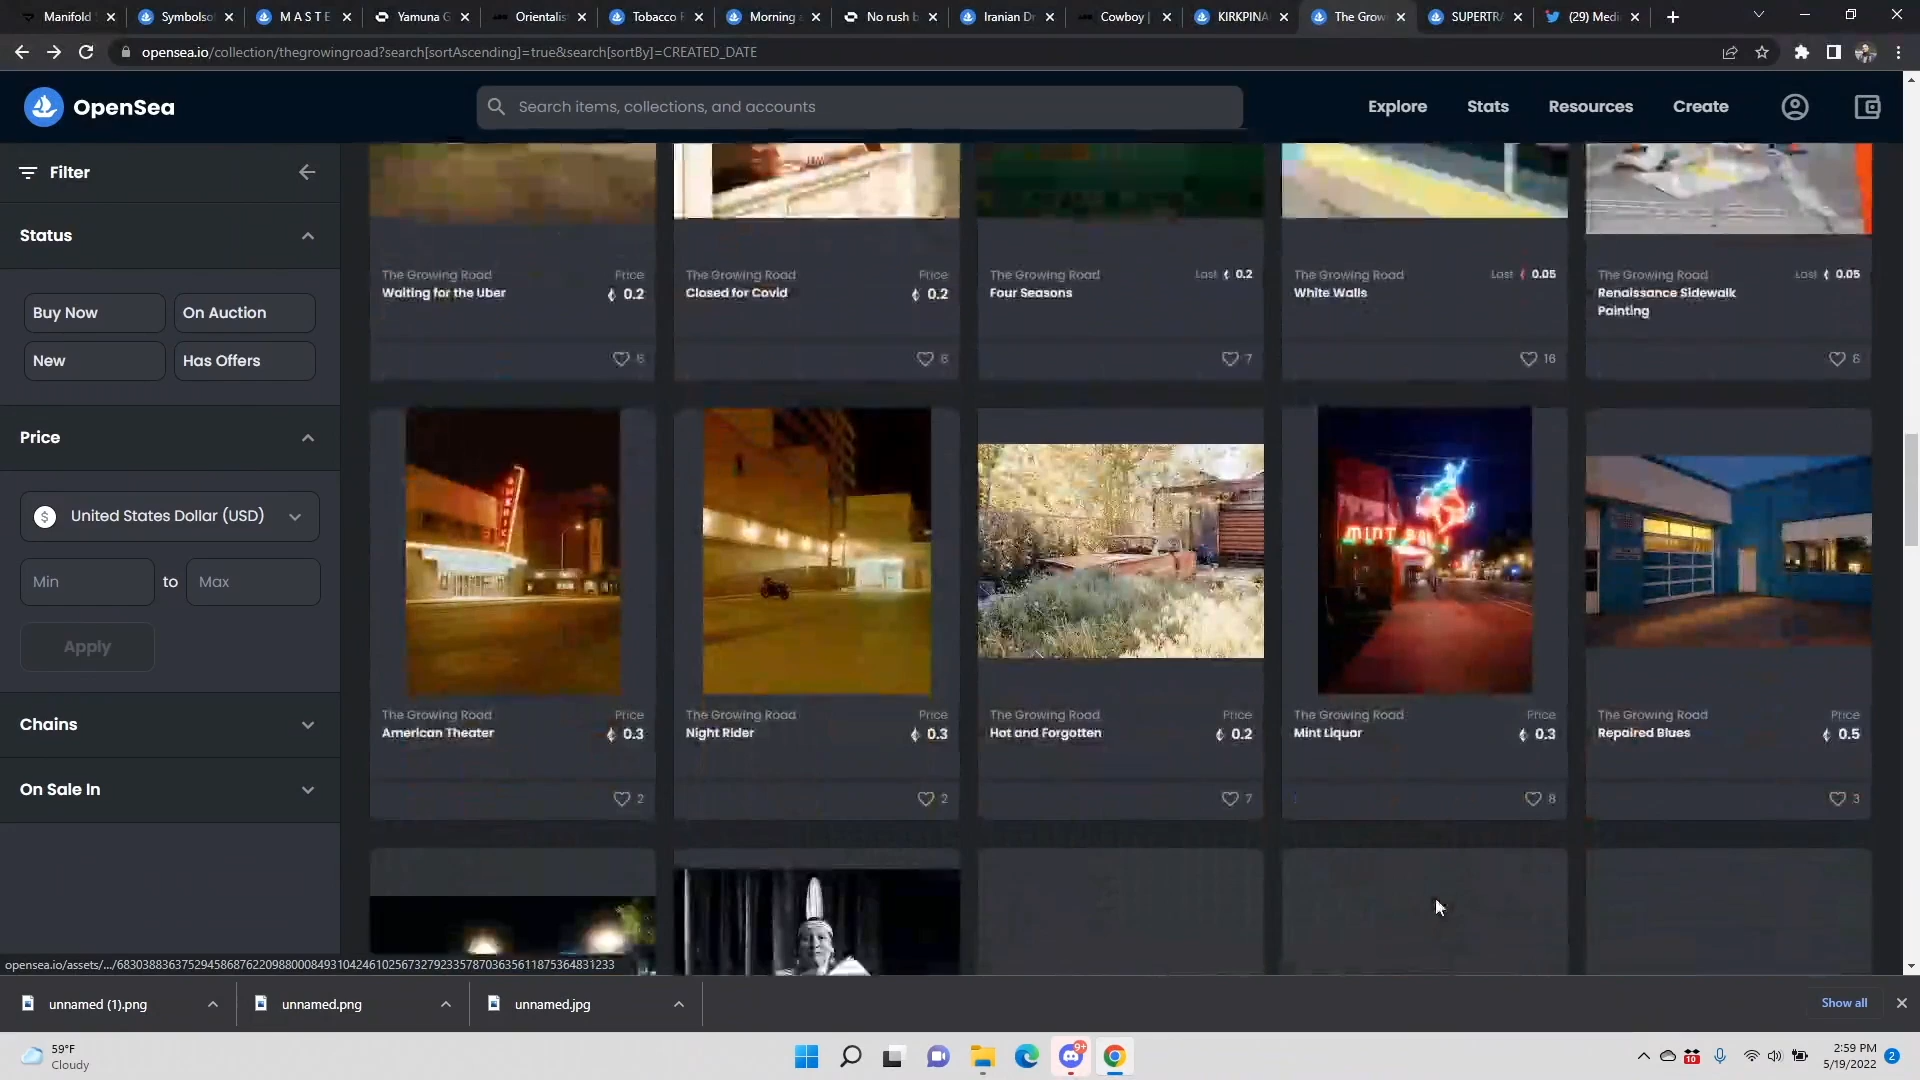 Manifold
Symbolso
M A S T E
Yamuna G
Orientalis
Tobacco
Morning
No rush b
Iranian Dr
Cowboy |
KIRKPINA
The Grow
SUPERTR
(29) Medi
opensea.io/collection/thegrowingroad?search[sortAscending]=true&search[sortBy]=CREATED_DATE
OpenSea
Search items, collections, and accounts
Explore
Stats
Resources
Create
Filter
Status
Buy Now
On Auction
New
Has Offers
Price
United States Dollar (USD)
Min
to
Max
Apply
Chains
On Sale In
The Growing Road
Price
Waiting for the Uber
0.2
6
The Growing Road
Price
Closed for Covid
0.2
6
The Growing Road
Last 0.2
Four Seasons
7
The Growing Road
Last 0.05
White Walls
16
The Growing Road
Last 0.05
Renaissance Sidewalk
Painting
6
The Growing Road
Price
American Theater
0.3
2
The Growing Road
Price
Night Rider
0.3
2
The Growing Road
Price
Hot and Forgotten
0.2
7
MINT
The Growing Road
Price
Mint Liquor
0.3
8
The Growing Road
Price
Repaired Blues
0.5
3
unnamed (1).png
unnamed.png
unnamed.jpg
Show all
59°F
Cloudy
9+
10
2:59 PM
5/19/2022
2